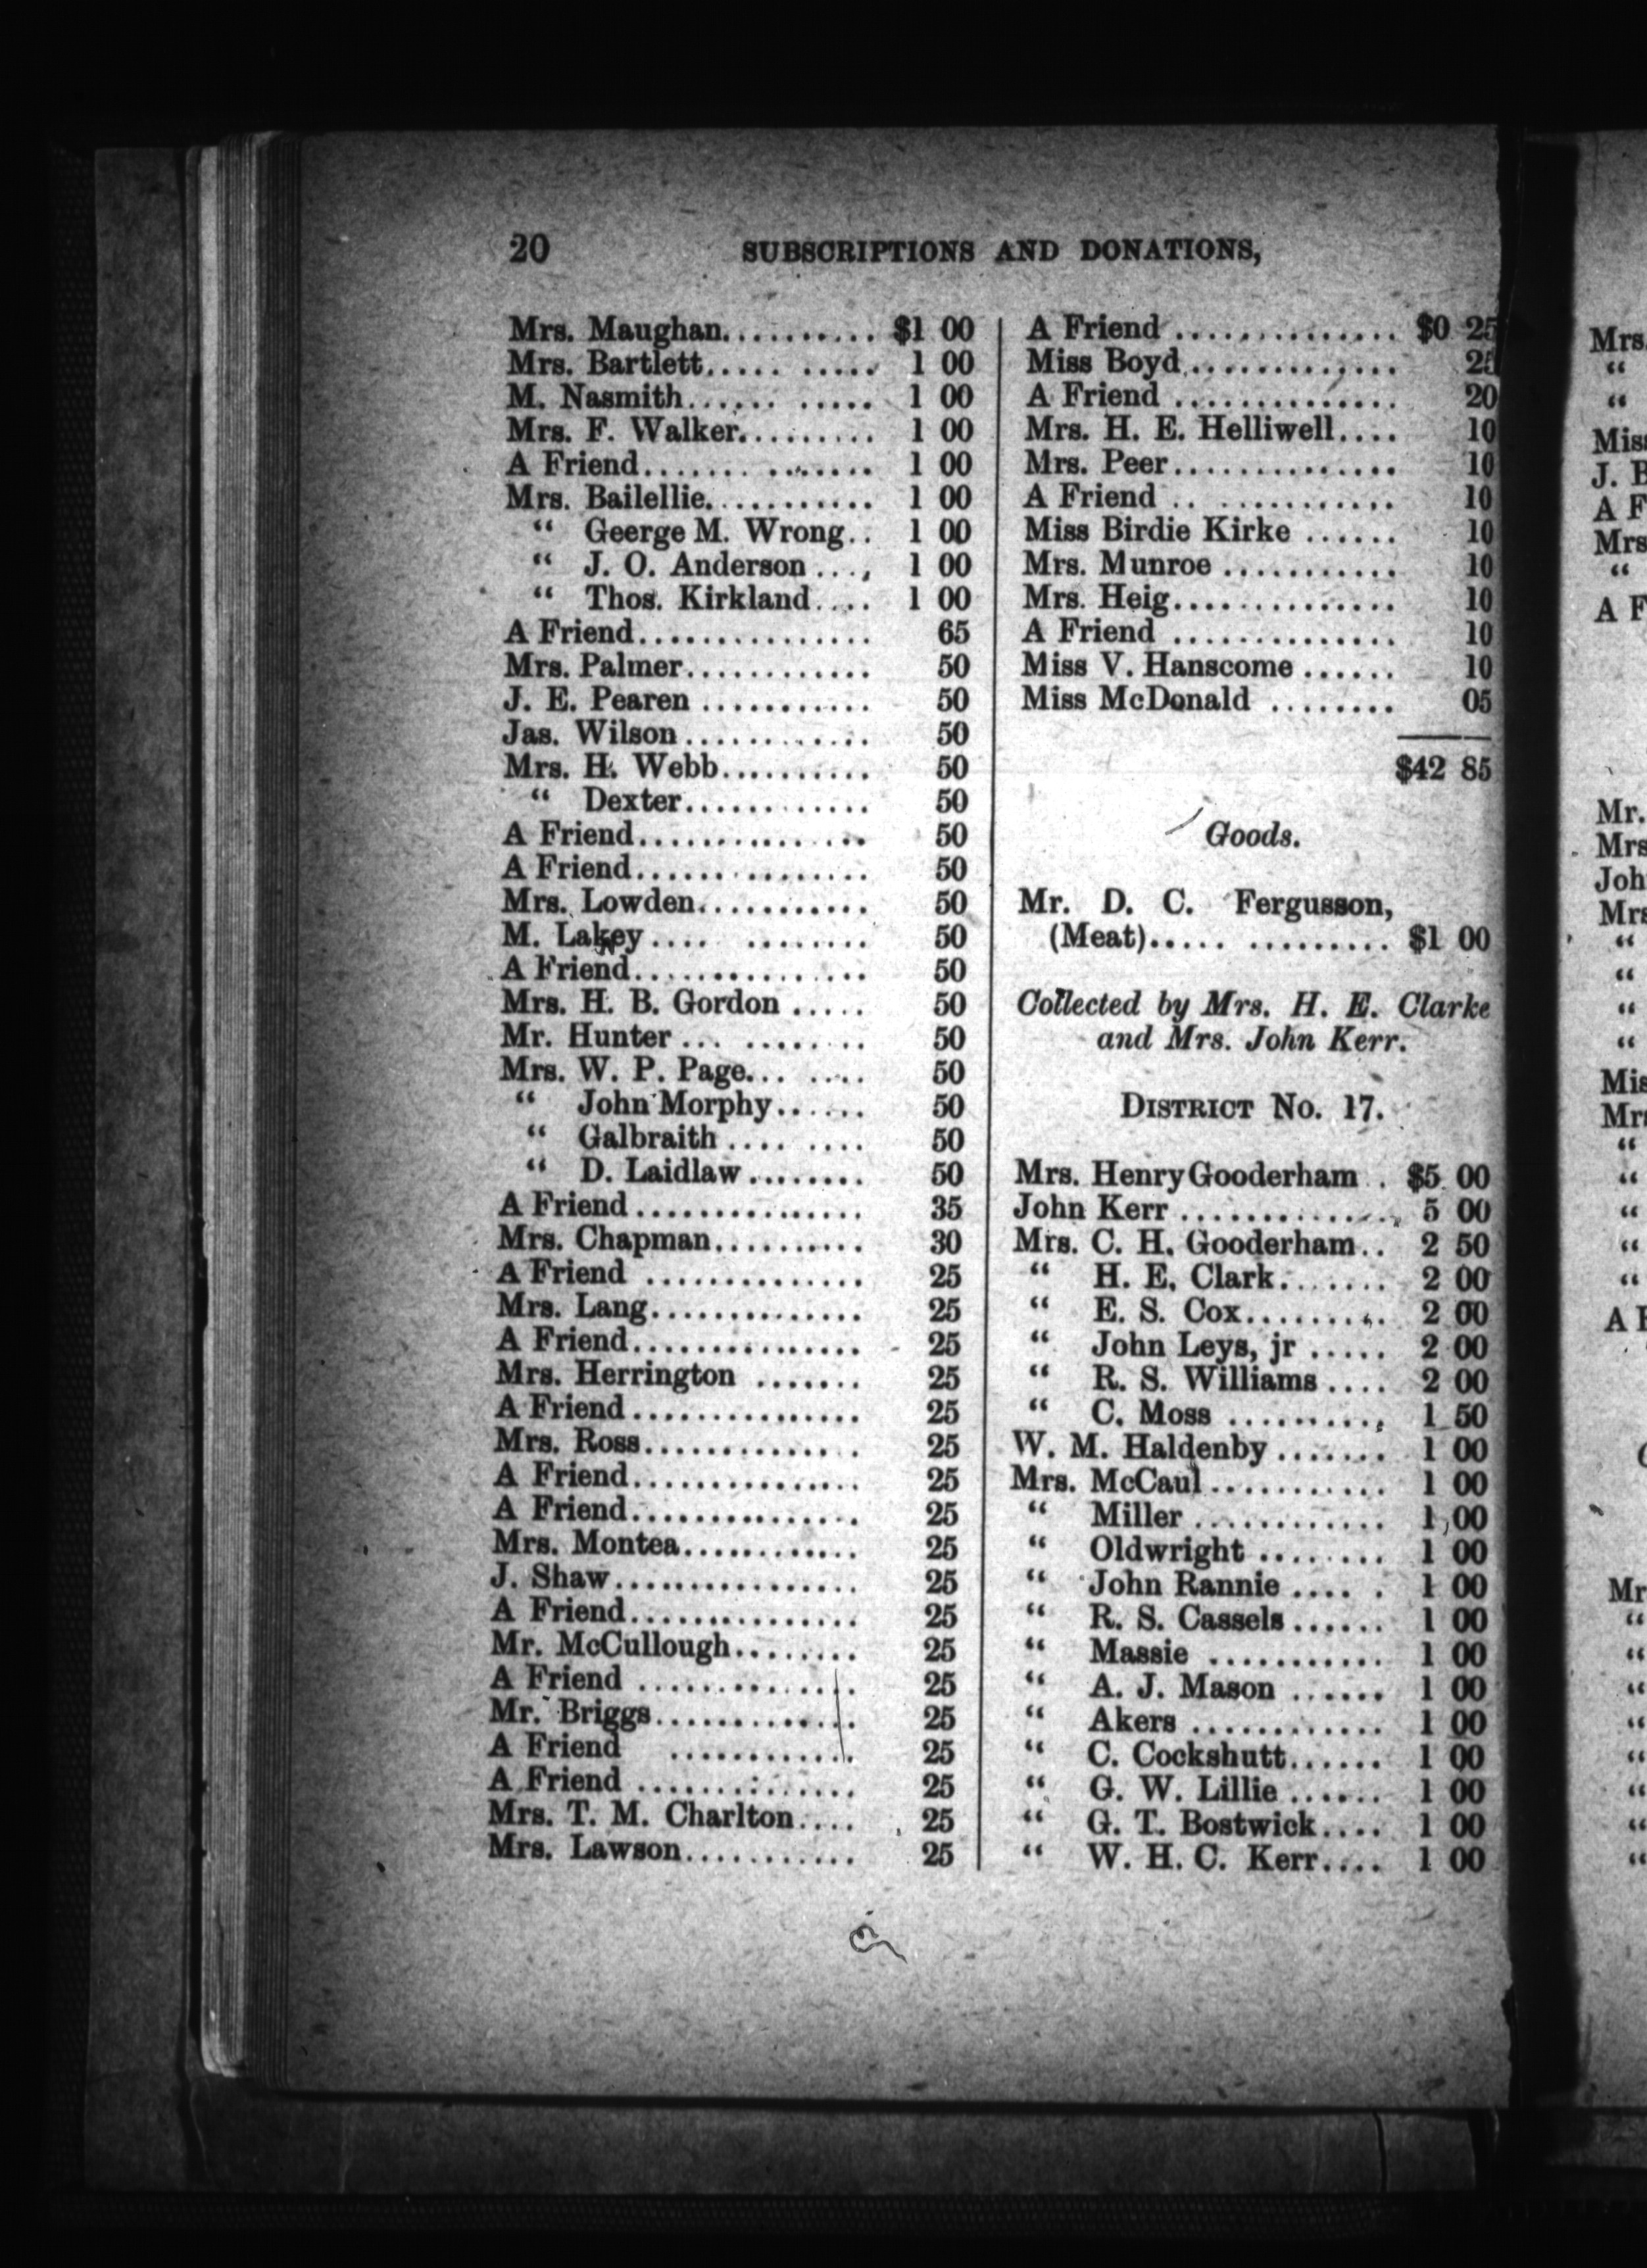 20 SUBSCRIPTIONS AND DONATIONS,
Mrs. Maughan.......... $1 00
Mrs. Bartlett..... ..... 1 00
M. Nasmith...... ..... 1 00
Mrs. F. Walker......... 1 00
A Friend....... ....... 1 00
Mrs. Bailellie........... 1 00
“ Geerge M. Wrong.. 1 00
“ J. O. Anderson ..., 1 00
“ Thos. Kirkland.... 1 00
A Friend............... 65
Mrs. Palmer............ 50
J. E. Pearen ........... 50
Jas. Wilson ............ 50
Mrs. H. Webb.......... 50
“ Dexter............ 50
A Friend............... 50
A Friend............... 50
Mrs. Lowden........... 50
M. Lakey.... ........ 50
A Friend............... 50
Mrs. H. B. Gordon ..... 50
Mr. Hunter ... ........ 50
Mrs. W. P. Page... .... 50
“ John Morphy...... 50
“ Galbraith .... .... 50
“ D. Laidlaw........ 50
A Friend............... 35
Mrs. Chapman.......... 30
A Friend .............. 25
Mrs. Lang.............. 25
A Friend............... 25
Mrs. Herrington ....... 25
A Friend............... 25
Mrs. Ross.............. 25
A Friend............... 25
A Friend............... 25
Mrs. Montea............ 25
J. Shaw................ 25
A Friend............... 25
Mr. McCullough........ 25
A Friend .............. 25
Mr. Briggs............. 25
A Friend ............ 25
A Friend .............. 25
Mrs. T. M. Charlton.... 25
Mrs. Lawson........... 25
A Friend .............. $0 25
Miss Boyd............. 25
A Friend .............. 20
Mrs. H. E. Helliwell.... 10
Mrs. Peer.............. 10
A Friend .. ........... 10
Miss Birdie Kirke ...... 10
Mrs. Munroe ........... 10
Mrs. Heig.............. 10
A Friend .............. 10
Miss V. Hanscome ...... 10
Miss McDonald ........ 05
$42 85
Goods.
Mr. D. C. Fergusson,
(Meat)..... ......... $1 00
Collected by Mrs. H. E. Clarke
and Mrs. John Kerr.
DISTRICT No. 17.
Mrs. Henry Gooderham . $5 00
John Kerr .............. 5 00
Mrs. C. H. Gooderham.. 2 50
“ H. E. Clark....... 2 00
“ E. S. Cox......... 2 00
“ John Leys, jr ..... 2 00
“ R. S. Williams .... 2 00
“ C. Moss .......... 1 50
W. M. Haldenby ....... 1 00
Mrs. McCaul........... 1 00
“ Miller ............ 1 00
“ Oldwright ........ 1 00
“ John Rannie .... . 1 00
“ R. S. Cassels ...... 1 00
“ Massie ........... 1 00
“ A. J. Mason ...... 1 00
“ Akers ............ 1 00
“ C. Cockshutt...... 1 00
“ G. W. Lillie ...... 1 00
“ G. T. Bostwick.... 1 00
“ W. H. C. Kerr.... 1 00